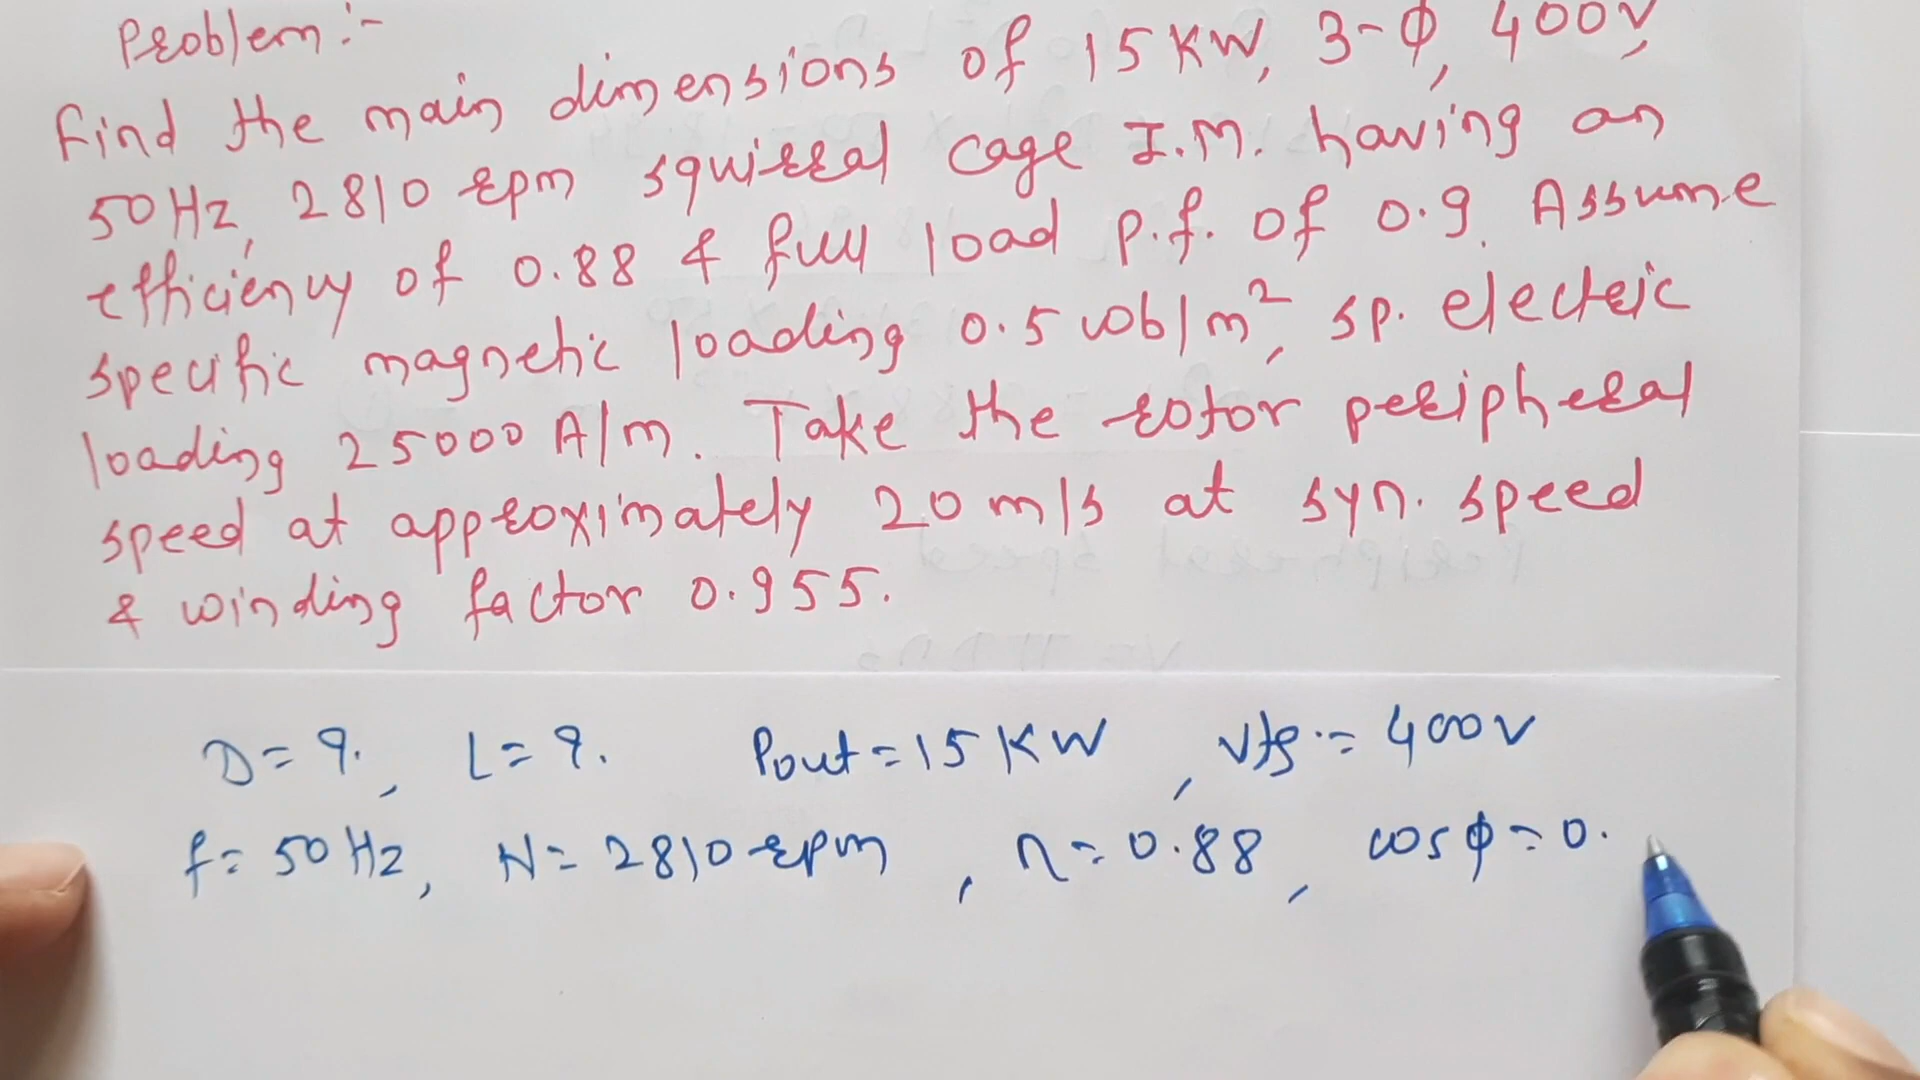 Problem :-
Find the main dimensions of 15 KW, 3-ϕ, 400V,
50Hz, 2810 rpm squirral cage I.M. having an
efficiency of 0.88 & full load p.f. of 0.9. Assume
specific magnetic loading 0.5 wb/m², sp. electric
loading 25000 A/m. Take the rotor peripheral
speed at approximately 20 m/s at syn. speed
& winding factor 0.955.
D = ?, L = ?. Pout = 15 KW, Vtg. = 400V
f = 50 Hz, N = 2810 rpm, η = 0.88, cos ϕ = 0.